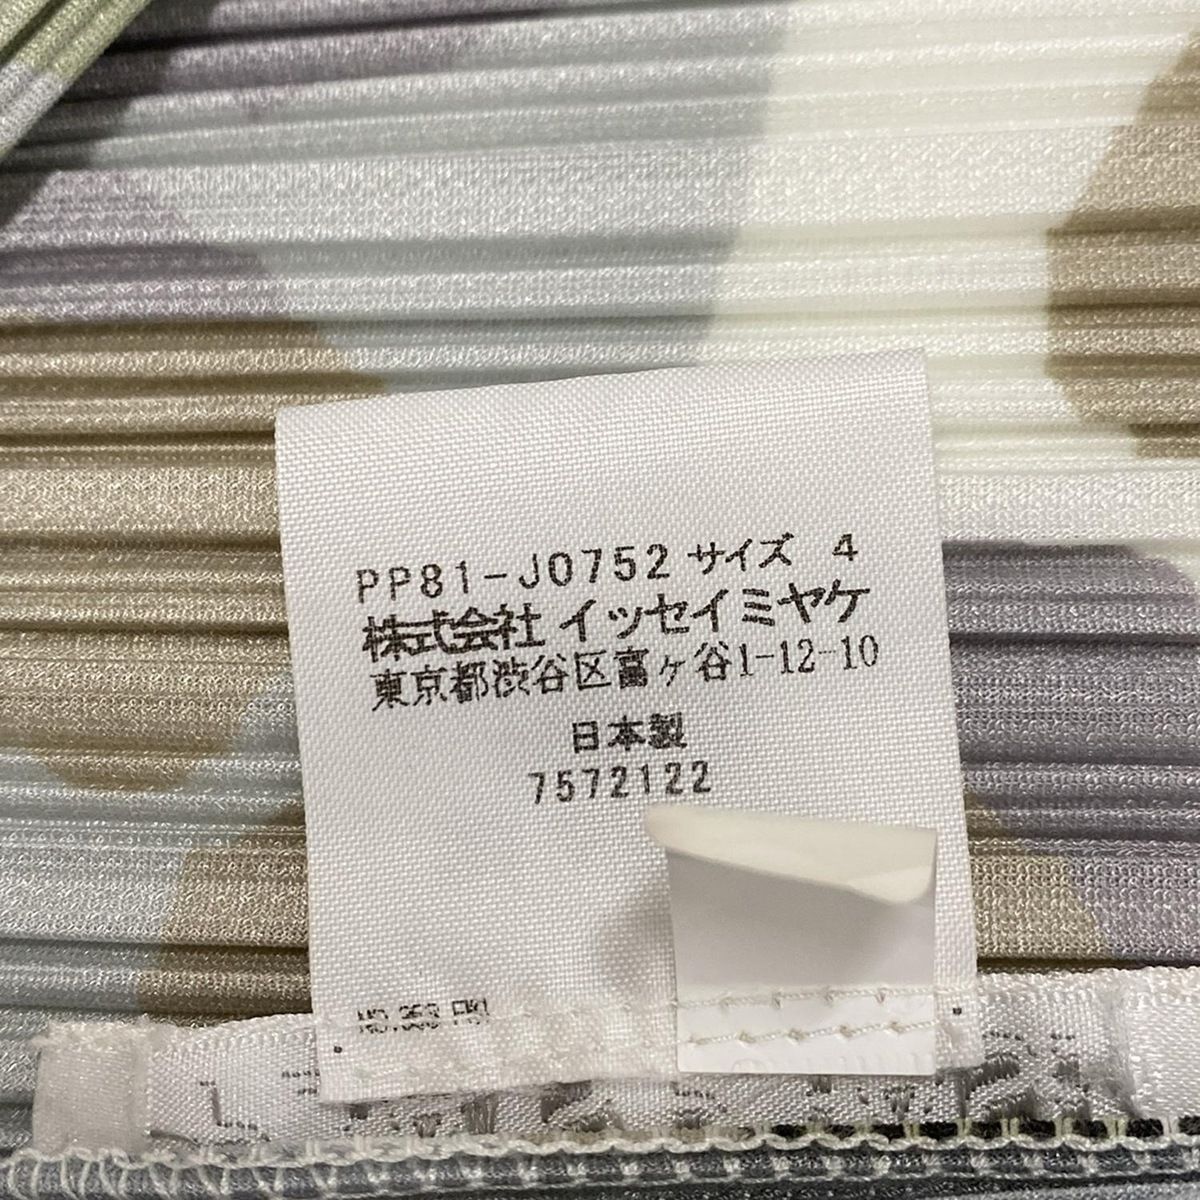 PP81-J0752 サイズ 4
株式会社 イッセイミヤケ
東京都渋谷区富ヶ谷1-12-10
日本製
7572122